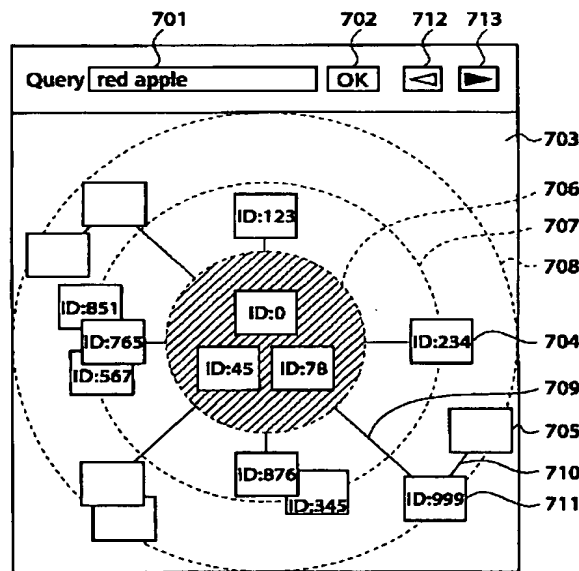 701 702 712 713
Query red apple OK
703
706
ID:123
707
708
ID:851
ID:0
ID:765
ID:234 704
ID:567
ID:45 ID:78
709
705
ID:876
710
ID:345
ID:999
711